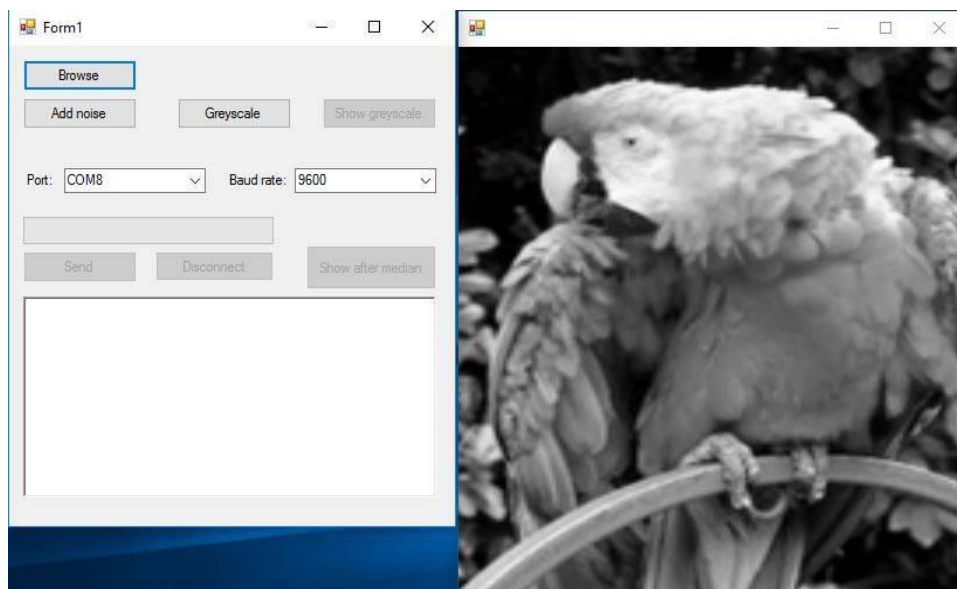 Form1
Browse
Add noise Greyscale Show greyscale
Port: COM8 Baud rate: 9600
Send Disconnect Show after median